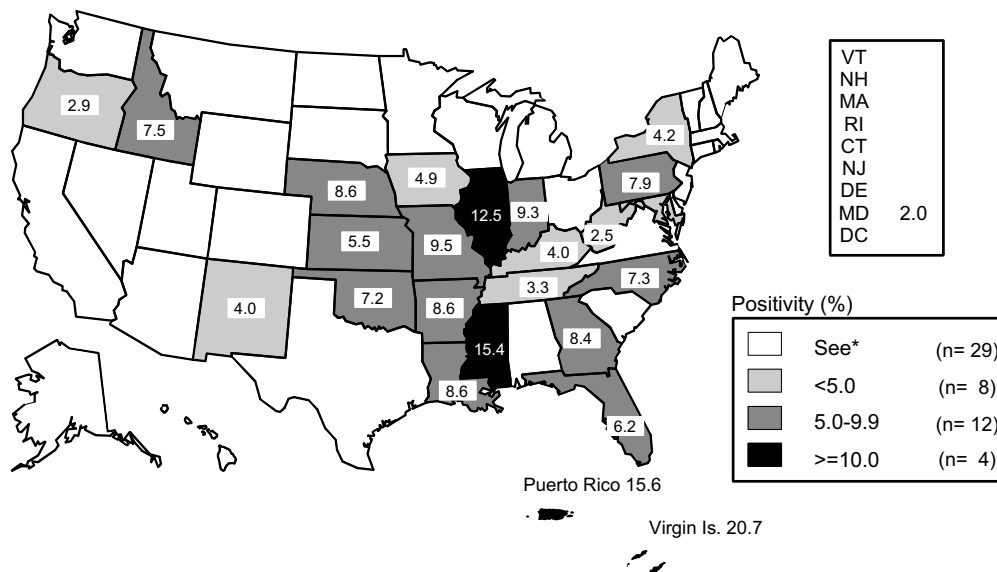 VT
NH
MA
RI
CT
NJ
DE
MD 2.0
DC
2.9
7.5
4.2
8.6
4.9
7.9
12.5
9.3
2.5
5.5
9.5
4.0
7.3
3.3
4.0
7.2
8.6
15.4
8.4
8.6
6.2
Positivity (%)
See* (n= 29)
<5.0 (n= 8)
5.0-9.9 (n= 12)
>=10.0 (n= 4)
Puerto Rico 15.6
Virgin Is. 20.7